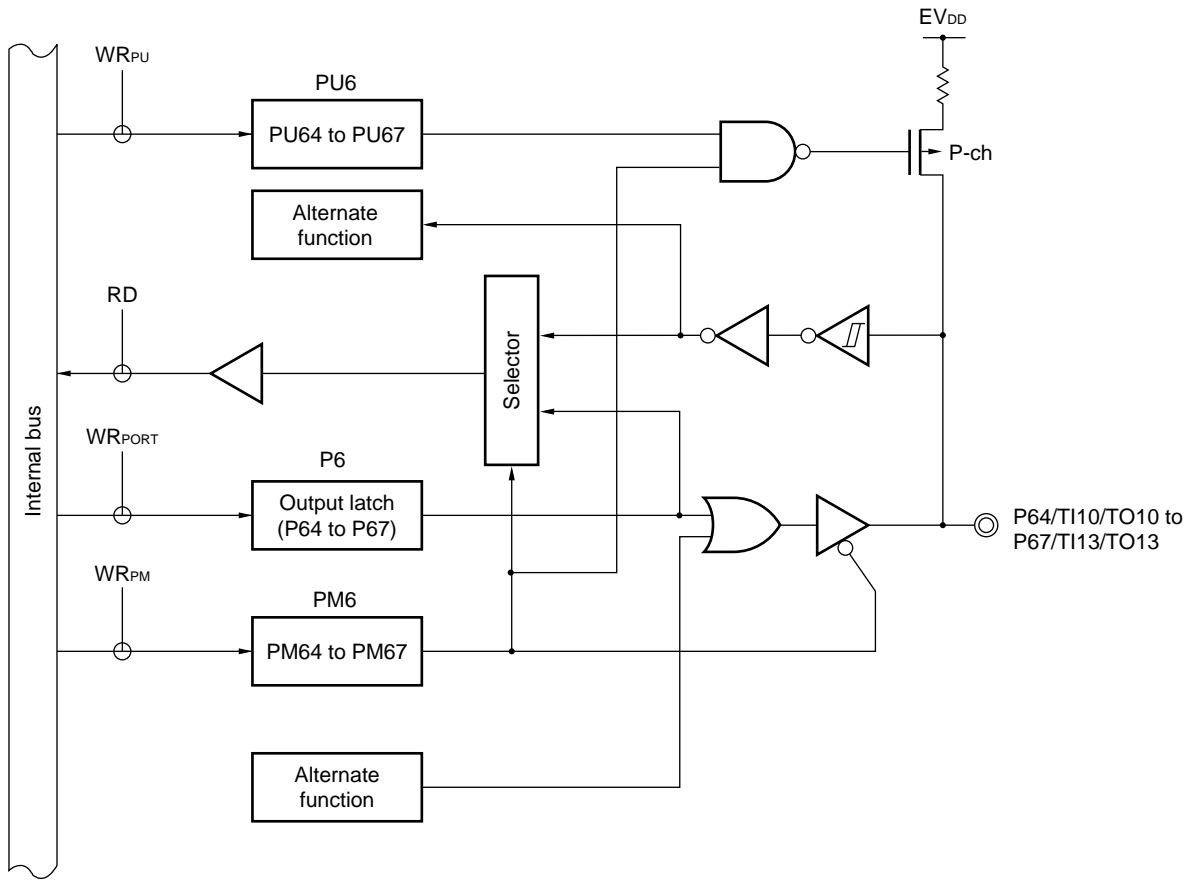 EVDD
WRPU
PU6
PU64 to PU67
P-ch
Alternate
function
RD
Selector
Internal bus
WRPORT
P6
Output latch
(P64 to P67)
P64/TI10/TO10 to
P67/TI13/TO13
WRPM
PM6
PM64 to PM67
Alternate
function